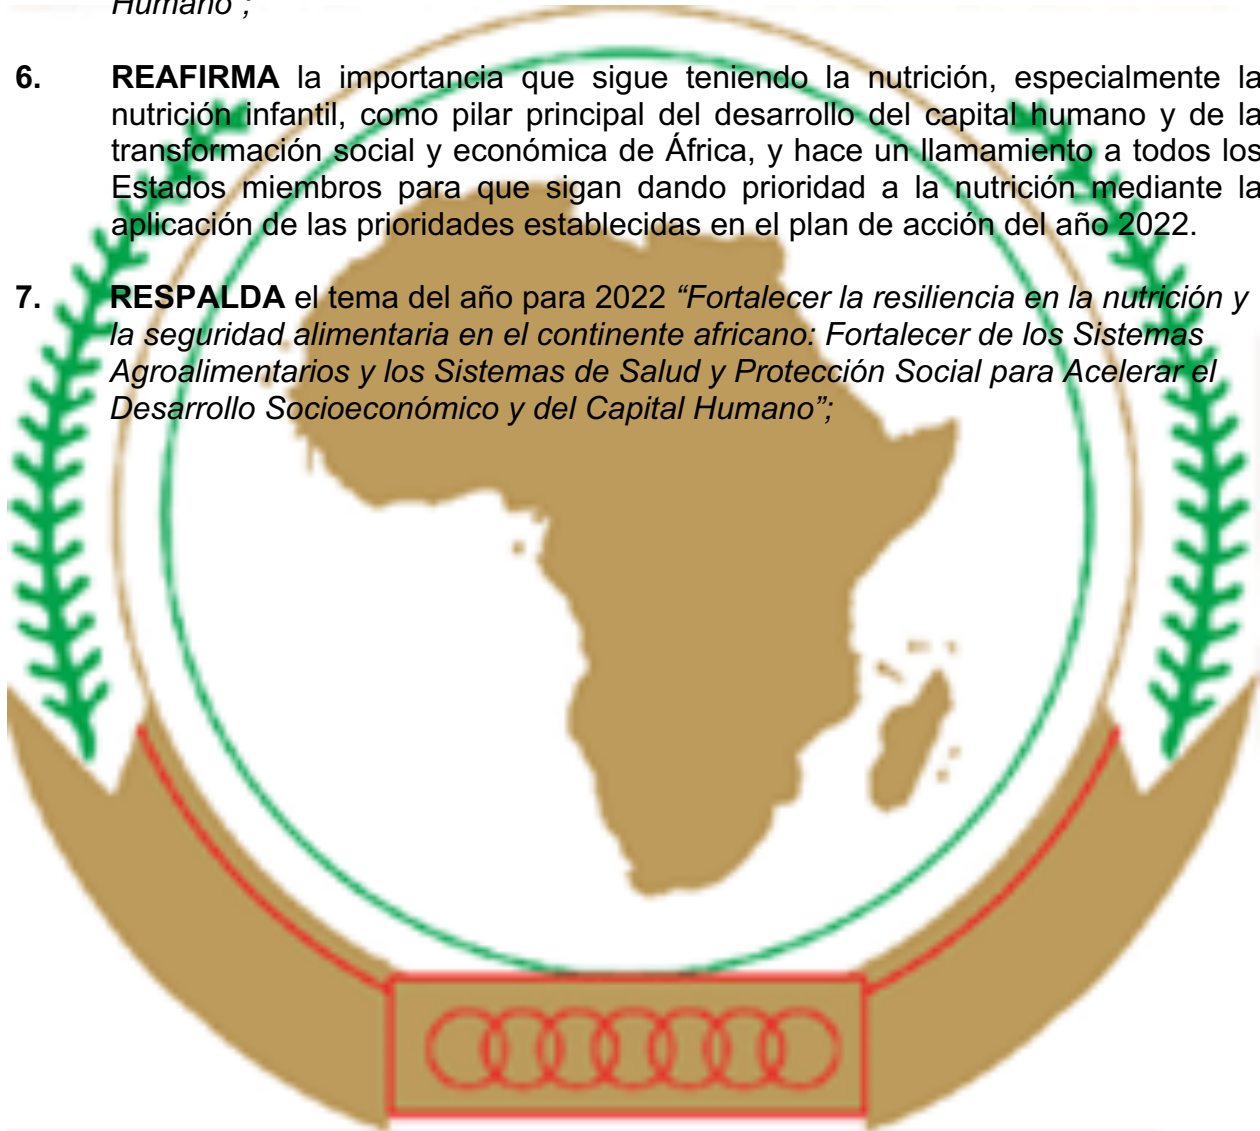 Humano”;
6. REAFIRMA la importancia que sigue teniendo la nutrición, especialmente la
nutrición infantil, como pilar principal del desarrollo del capital humano y de la
transformación social y económica de África, y hace un llamamiento a todos los
Estados miembros para que sigan dando prioridad a la nutrición mediante la
aplicación de las prioridades establecidas en el plan de acción del año 2022.
7. RESPALDA el tema del año para 2022 “Fortalecer la resiliencia en la nutrición y
la seguridad alimentaria en el continente africano: Fortalecer de los Sistemas
Agroalimentarios y los Sistemas de Salud y Protección Social para Acelerar el
Desarrollo Socioeconómico y del Capital Humano”;